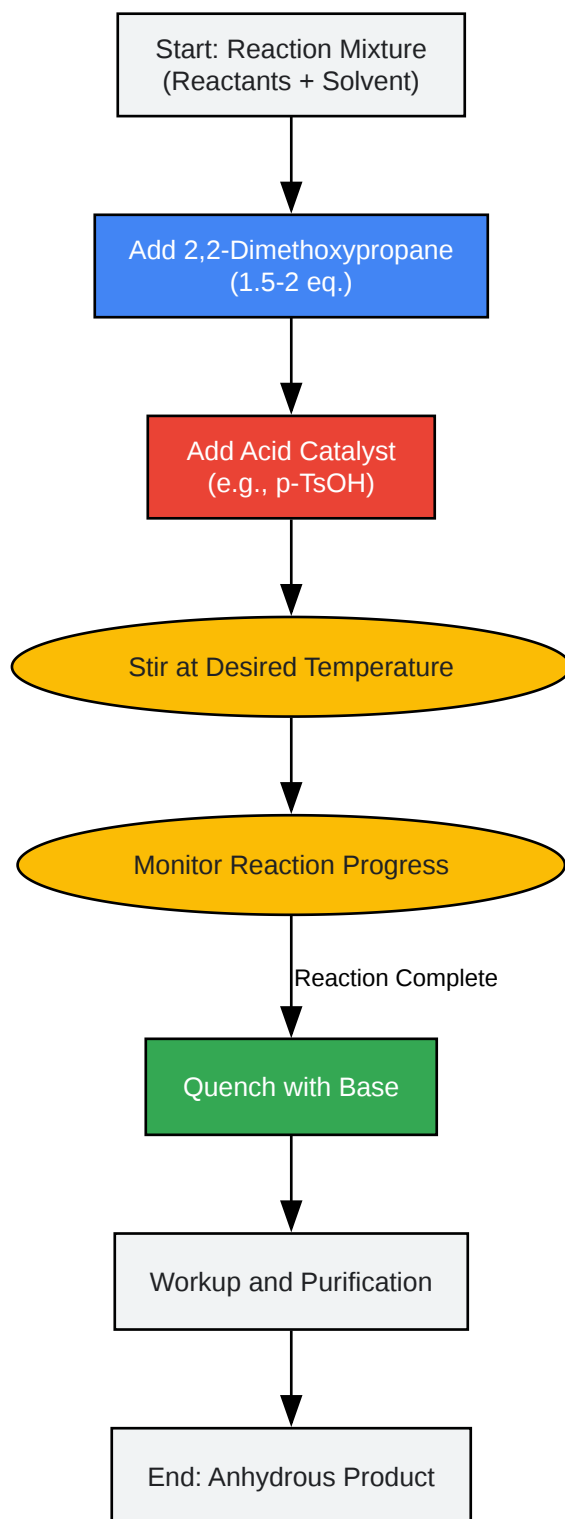 Start: Reaction Mixture
(Reactants + Solvent)
Add 2,2-Dimethoxypropane
(1.5-2 eq.)
Add Acid Catalyst
(e.g., p-TsOH)
Stir at Desired Temperature
Monitor Reaction Progress
Reaction Complete
Quench with Base
Workup and Purification
End: Anhydrous Product